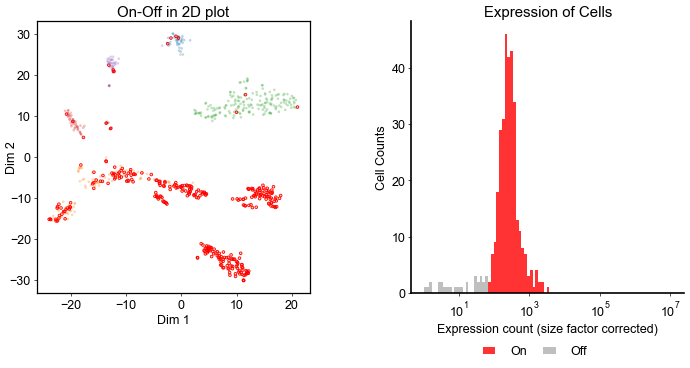 On-Off in 2D plot
Dim 2
30
20
10
0
−10
−20
−30
−20
−10
0
10
20
Dim 1
Expression of Cells
Cell Counts
40
30
20
10
0
10^1
10^3
10^5
10^7
Expression count (size factor corrected)
On
Off